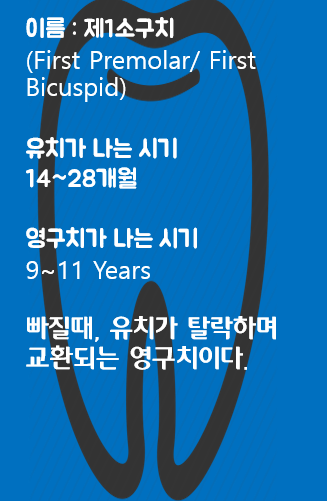 이름 : 제1소구치
(First Premolar/ First
Bicuspid)
유치가 나는 시기
14~28개월
영구치가 나는 시기
9~11 Years
빠질때, 유치가 탈락하며
교환되는 영구치이다.